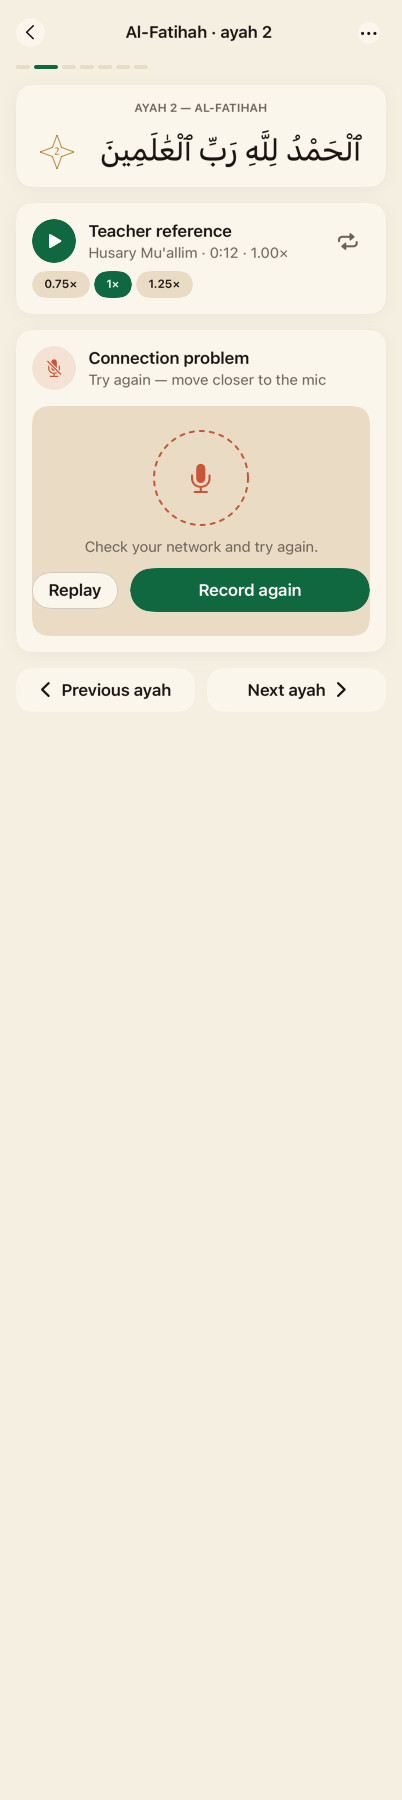 Al-Fatihah · ayah 2
AYAH 2 — AL-FATIHAH
ٱلْحَمْدُ لِلَّهِ رَبِّ ٱلْعَٰلَمِينَ
2
Teacher reference
Husary Mu'allim · 0:12 · 1.00×
0.75× 1× 1.25×
Connection problem
Try again — move closer to the mic
Check your network and try again.
Replay Record again
Previous ayah Next ayah